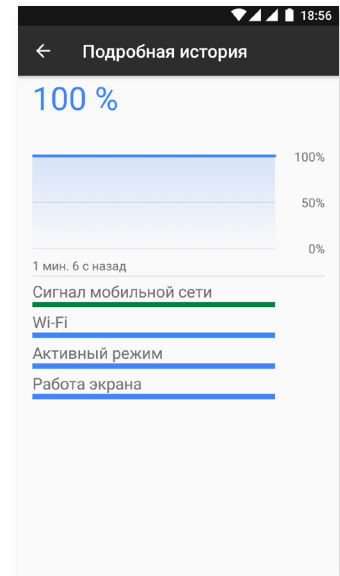 18:56
Подробная история
100 %
100%
50%
0%
1 мин. 6 с назад
Сигнал мобильной сети
Wi-Fi
Активный режим
Работа экрана